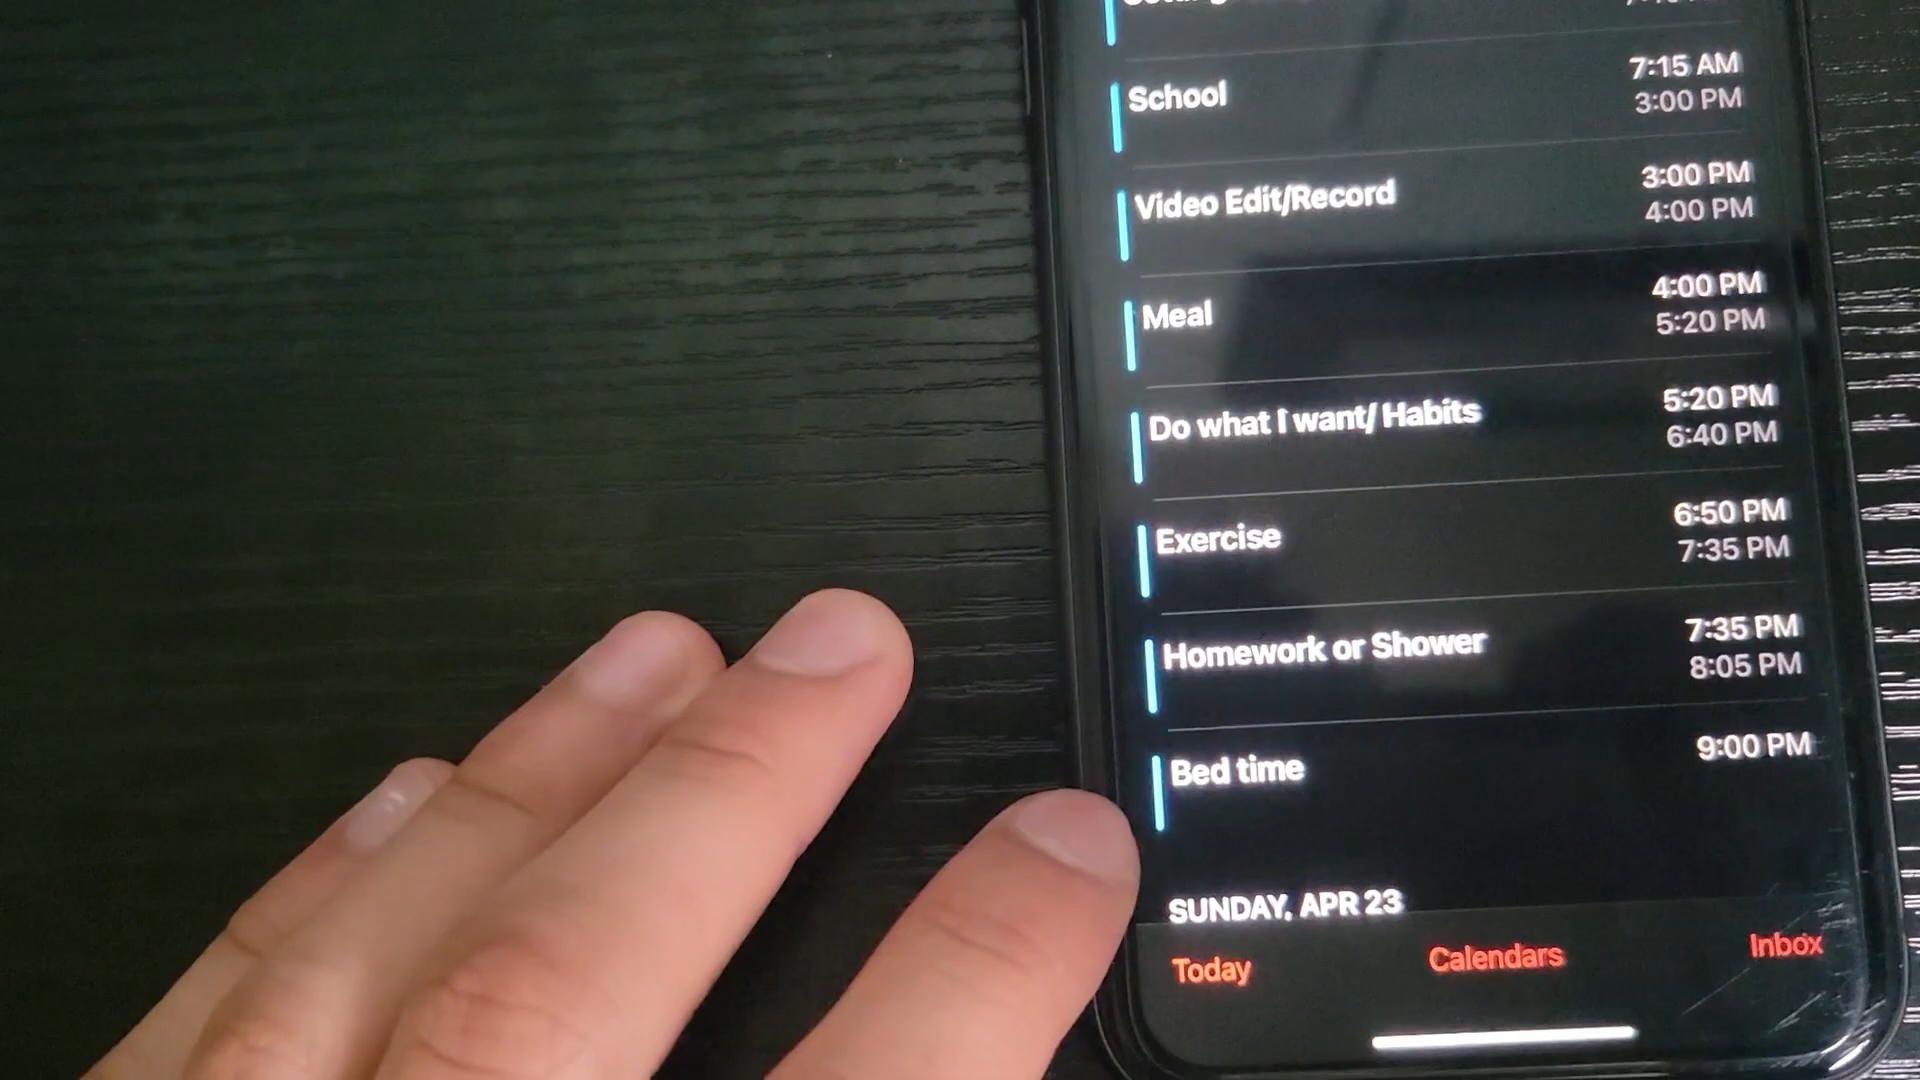 7:15 AM
School
3:00 PM
3:00 PM
Video Edit/Record
4:00 PM
4:00 PM
Meal
5:20 PM
5:20 PM
Do what I want/ Habits
6:40 PM
6:50 PM
Exercise
7:35 PM
7:35 PM
Homework or Shower
8:05 PM
9:00 PM
Bed time
SUNDAY, APR 23
Today Calendars Inbox